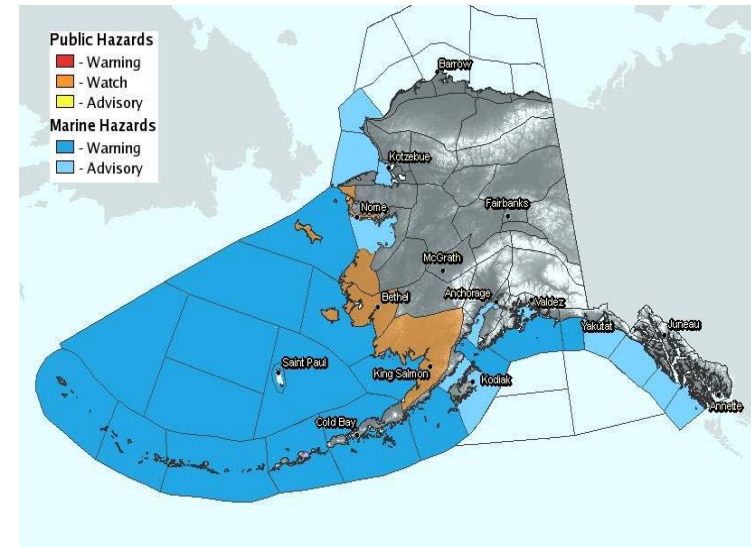 Public Hazards
- Warning
- Watch
- Advisory
Marine Hazards
- Warning
- Advisory
Barrow
Kotzebue
Nome
Fairbanks
McGrath
Anchorage
Valdez
Bethel
Yakutat
Juneau
Saint Paul
King Salmon
Kodiak
Annette
Cold Bay